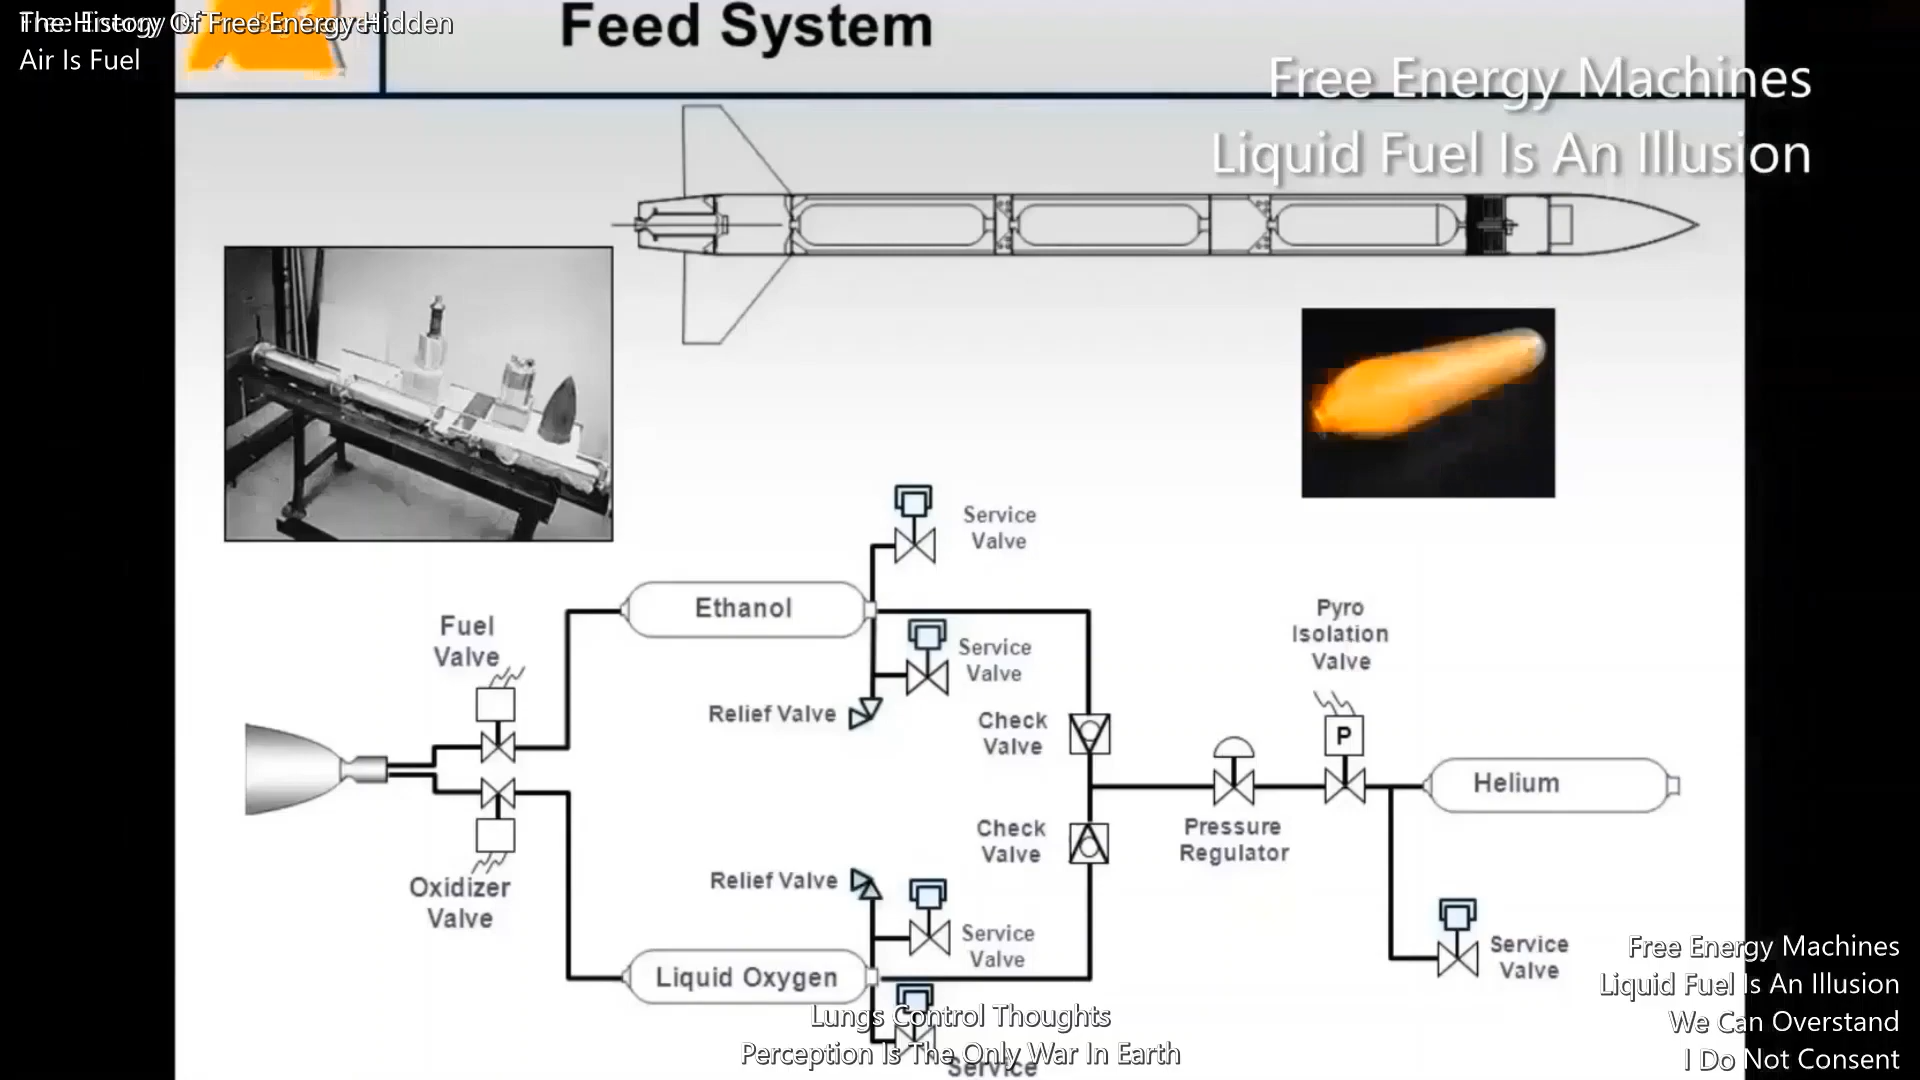 The History Of Free Energy Hidden
Air Is Fuel
Feed System
Free Energy Machines
Liquid Fuel Is An Illusion
Service
Valve
Ethanol
Fuel
Valve
Service
Valve
Relief Valve
Check
Valve
Pyro
Isolation
Valve
P
Helium
Check
Valve
Pressure
Regulator
Relief Valve
Oxidizer
Valve
Service
Valve
Liquid Oxygen
Service
Valve
Service
Lungs Control Thoughts
Perception Is The Only War In Earth
Free Energy Machines
Liquid Fuel Is An Illusion
We Can Overstand
I Do Not Consent